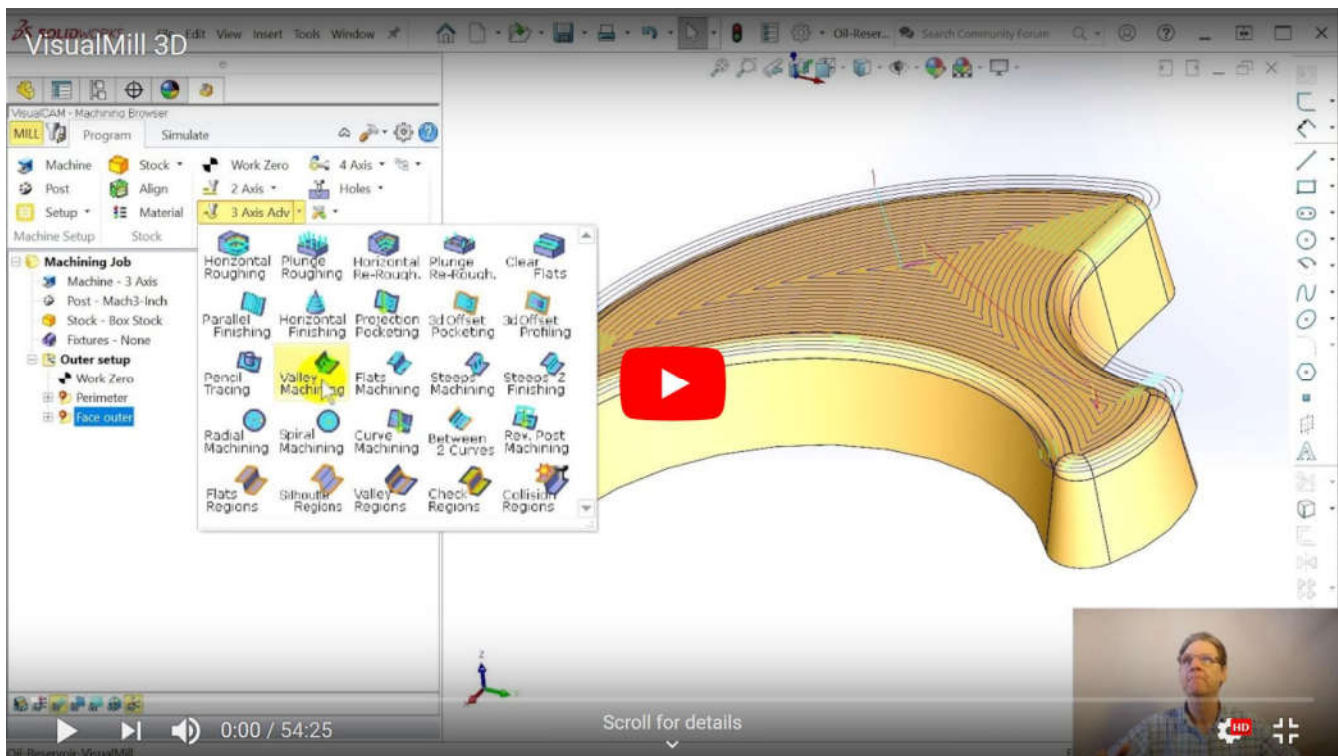 SOLIDWORKS File Edit View Insert Tools Window Oil-Reser... Search Community Forum
VisualMill 3D
VisualCAM - Machining Browser
MILL Program Simulate
Machine Stock Work Zero 4 Axis
Post Align 2 Axis Holes
Setup Material 3 Axis Adv
Machine Setup Stock
Machining Job
Machine - 3 Axis
Post - Mach3-Inch
Stock - Box Stock
Fixtures - None
Outer setup
Work Zero
Perimeter
Face outer
Horizontal Plunge Horizontal Plunge Clear
Roughing Roughing Re-Rough. Re-Rough. Flats
Parallel Horizontal Projection 3d Offset 3d Offset
Finishing Finishing Pocketing Pocketing Profiling
Pencil Valley Flats Steeps Steeps 2
Tracing Machining Machining Machining Finishing
Radial Spiral Curve Between Rev. Post
Machining Machining Machining 2 Curves Machining
Flats Silhoutte Valley Check Collision
Regions Regions Regions Regions Regions
Z
0:00 / 54:25
Scroll for details
HD
Oil-Reservoir-VisualMill